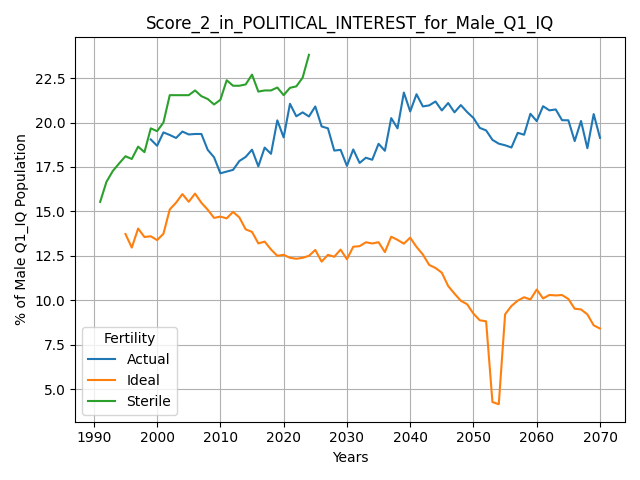 Score_2_in_POLITICAL_INTEREST_for_Male_Q1_IQ
% of Male Q1_IQ Population
22.5
20.0
17.5
15.0
12.5
10.0
7.5
5.0
Fertility
Actual
Ideal
Sterile
1990 2000 2010 2020 2030 2040 2050 2060 2070
Years